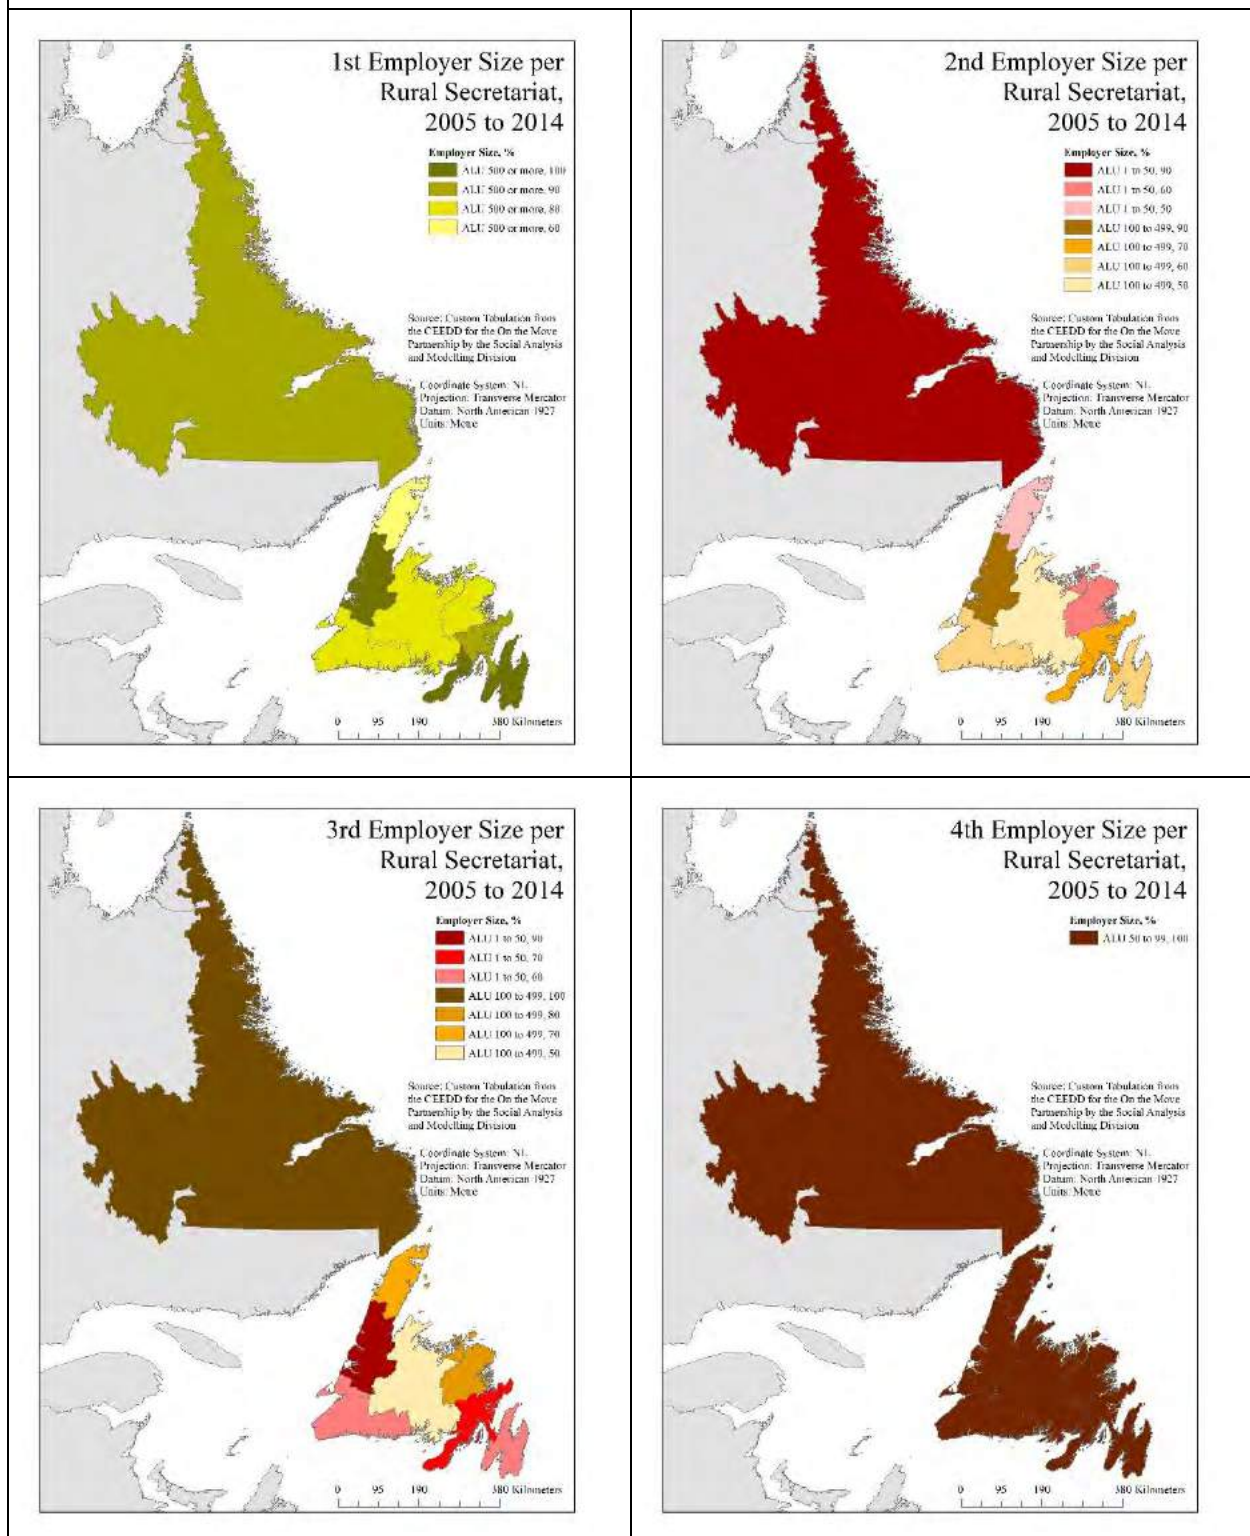 1st Employer Size per
Rural Secretariat,
2005 to 2014
Employer Size, %
ALU 500 or more, 100
ALU 500 or more, 90
ALU 500 or more, 80
ALU 500 or more, 60
Source: Custom Tabulation from
the CEEDD for the On the Move
Partnership by the Social Analysis
and Modelling Division
Coordinate System: NL
Projection: Transverse Mercator
Datum: North American 1927
Units: Metre
0 95 190 380 Kilometers
2nd Employer Size per
Rural Secretariat,
2005 to 2014
Employer Size, %
ALU 1 to 50, 90
ALU 1 to 50, 60
ALU 1 to 50, 50
ALU 100 to 499, 90
ALU 100 to 499, 70
ALU 100 to 499, 60
ALU 100 to 499, 50
Source: Custom Tabulation from
the CEEDD for the On the Move
Partnership by the Social Analysis
and Modelling Division
Coordinate System: NL
Projection: Transverse Mercator
Datum: North American 1927
Units: Metre
0 95 190 380 Kilometers
3rd Employer Size per
Rural Secretariat,
2005 to 2014
Employer Size, %
ALU 1 to 50, 90
ALU 1 to 50, 70
ALU 1 to 50, 60
ALU 100 to 499, 100
ALU 100 to 499, 80
ALU 100 to 499, 70
ALU 100 to 499, 50
Source: Custom Tabulation from
the CEEDD for the On the Move
Partnership by the Social Analysis
and Modelling Division
Coordinate System: NL
Projection: Transverse Mercator
Datum: North American 1927
Units: Metre
0 95 190 380 Kilometers
4th Employer Size per
Rural Secretariat,
2005 to 2014
Employer Size, %
ALU 50 to 99, 100
Source: Custom Tabulation from
the CEEDD for the On the Move
Partnership by the Social Analysis
and Modelling Division
Coordinate System: NL
Projection: Transverse Mercator
Datum: North American 1927
Units: Metre
0 95 190 380 Kilometers